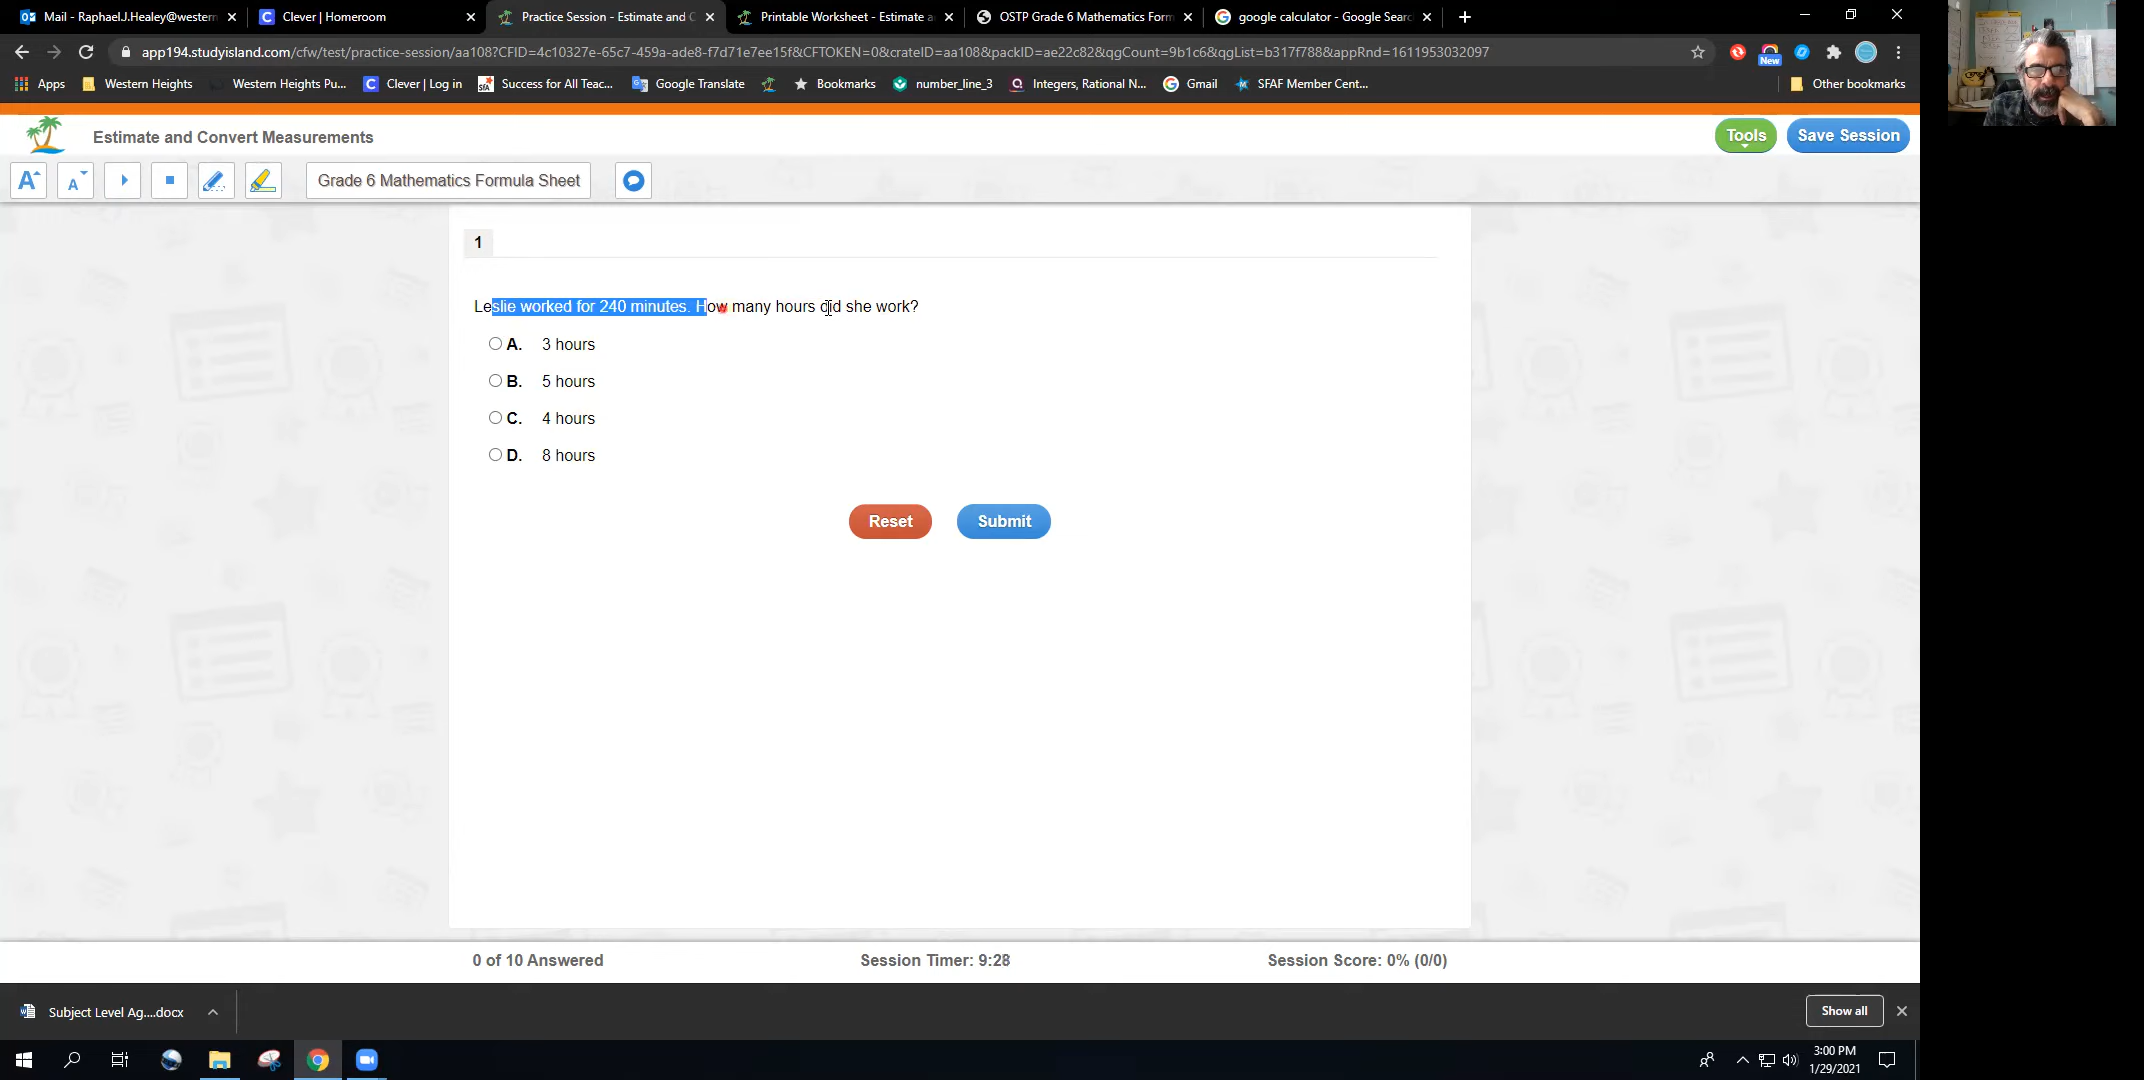 Mail - Raphael.J.Healey@western
Clever | Homeroom
Practice Session - Estimate and C
Printable Worksheet - Estimate a
OSTP Grade 6 Mathematics Form
google calculator - Google Searc
app194.studyisland.com/cfw/test/practice-session/aa108?CFID=4c10327e-65c7-459a-ade8-f7d71e7ee15f&CFTOKEN=0&crateID=aa108&packID=ae22c82&qgCount=9b1c6&qgList=b317f788&appRnd=1611953032097
New
Apps
Western Heights
Western Heights Pu...
Clever | Log in
Success for All Teac...
Google Translate
Bookmarks
number_line_3
Integers, Rational N...
Gmail
SFAF Member Cent...
Other bookmarks
Estimate and Convert Measurements
Tools
Save Session
A
A
Grade 6 Mathematics Formula Sheet
1
Leslie worked for 240 minutes. How many hours did she work?
A. 3 hours
B. 5 hours
C. 4 hours
D. 8 hours
Reset
Submit
0 of 10 Answered
Session Timer: 9:28
Session Score: 0% (0/0)
Subject Level Ag....docx
Show all
3:00 PM
1/29/2021